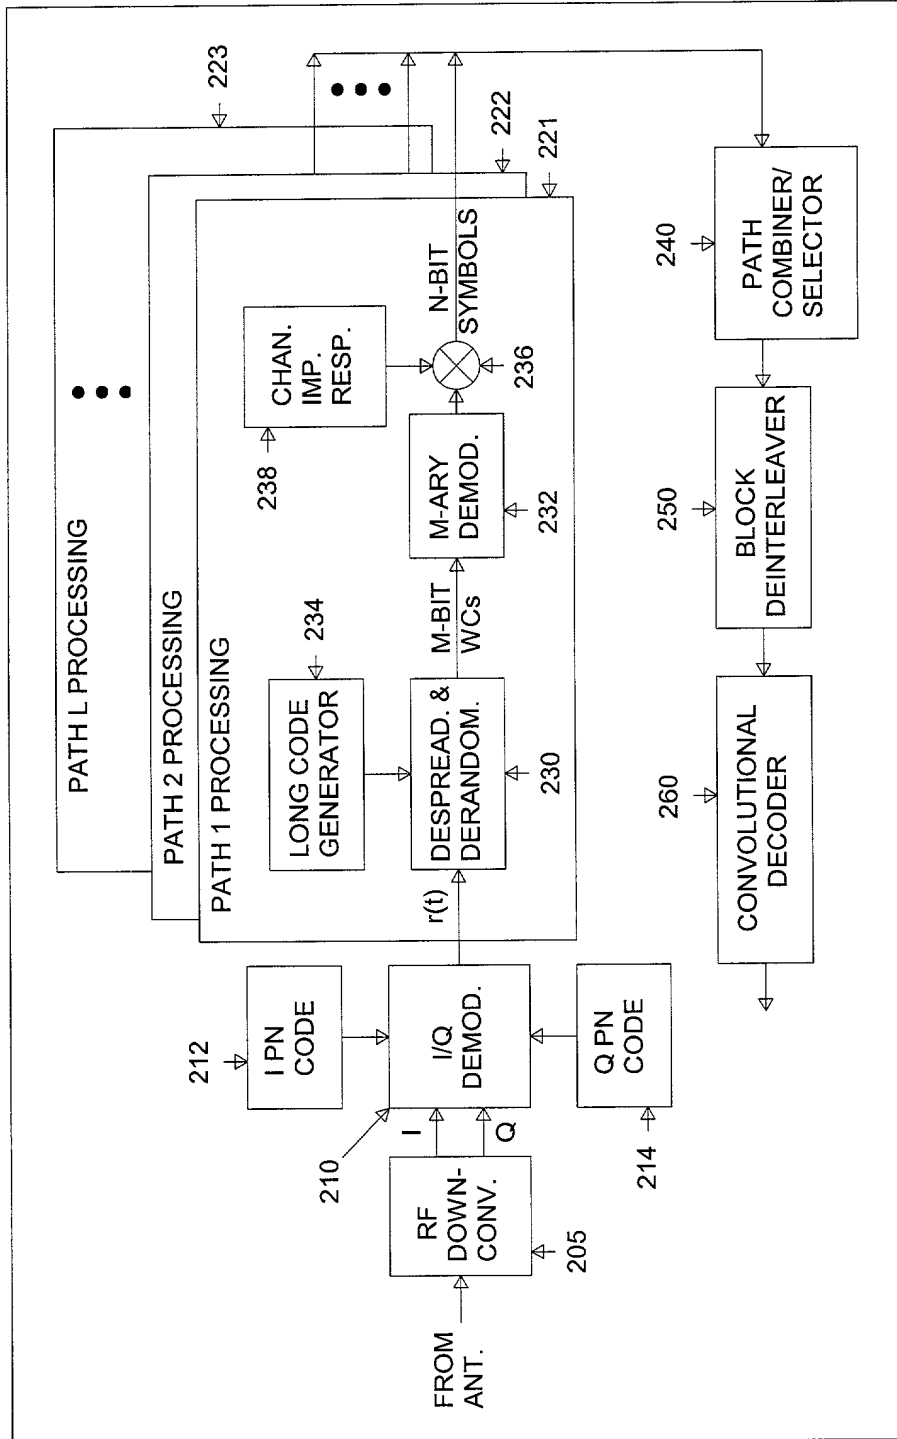 PATH L PROCESSING
223
PATH 2 PROCESSING
222
PATH 1 PROCESSING
221
LONG CODE
GENERATOR
234
CHAN.
IMP.
RESP.
238
FROM
ANT.
RF
DOWN-
CONV.
205
I
Q
210
I/Q
DEMOD.
212
I PN
CODE
Q PN
CODE
214
r(t)
DESPREAD. &
DERANDOM.
230
M-BIT
WCs
M-ARY
DEMOD.
232
236
N-BIT
SYMBOLS
260
CONVOLUTIONAL
DECODER
250
BLOCK
DEINTERLEAVER
240
PATH
COMBINER/
SELECTOR